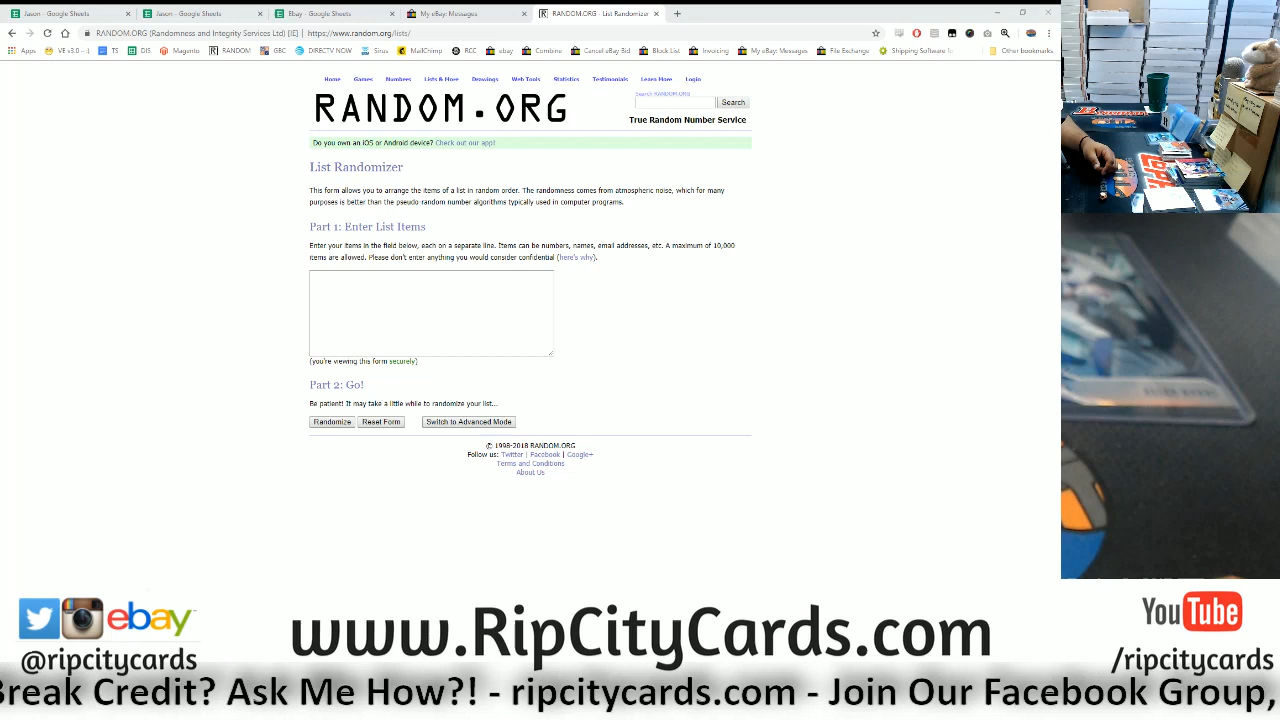 Jason - Google Sheets
Jason - Google Sheets
Ebay - Google Sheets
My eBay: Messages
RANDOM.ORG - List Randomizer
RANDOM.ORG (Randomness and Integrity Services Ltd) [IE] | https://www.random.org/lists/
Apps VE v3.0 --- TS DIS Magento RANDOM GBC DIRECTV NOW Sirius MailChimp RCC ebay Combine Cancel eBay Bid Block List Invoicing My eBay: Messages File Exchange Shipping Software for Other bookmarks
Home Games Numbers Lists & More Drawings Web Tools Statistics Testimonials Learn More Login
Search RANDOM.ORG
RANDOM.ORG
Search
True Random Number Service
Do you own an iOS or Android device? Check out our app!
List Randomizer
This form allows you to arrange the items of a list in random order. The randomness comes from atmospheric noise, which for many
purposes is better than the pseudo-random number algorithms typically used in computer programs.
Part 1: Enter List Items
Enter your items in the field below, each on a separate line. Items can be numbers, names, email addresses, etc. A maximum of 10,000
items are allowed. Please don't enter anything you would consider confidential (here's why).
(you're viewing this form securely)
Part 2: Go!
Be patient! It may take a little while to randomize your list...
Randomize Reset Form Switch to Advanced Mode
© 1998-2018 RANDOM.ORG
Follow us: Twitter | Facebook | Google+
Terms and Conditions
About Us
ebay
@ripcitycards
www.RipCityCards.com
YouTube
/ripcitycards
Break Credit? Ask Me How?! - ripcitycards.com - Join Our Facebook Group,